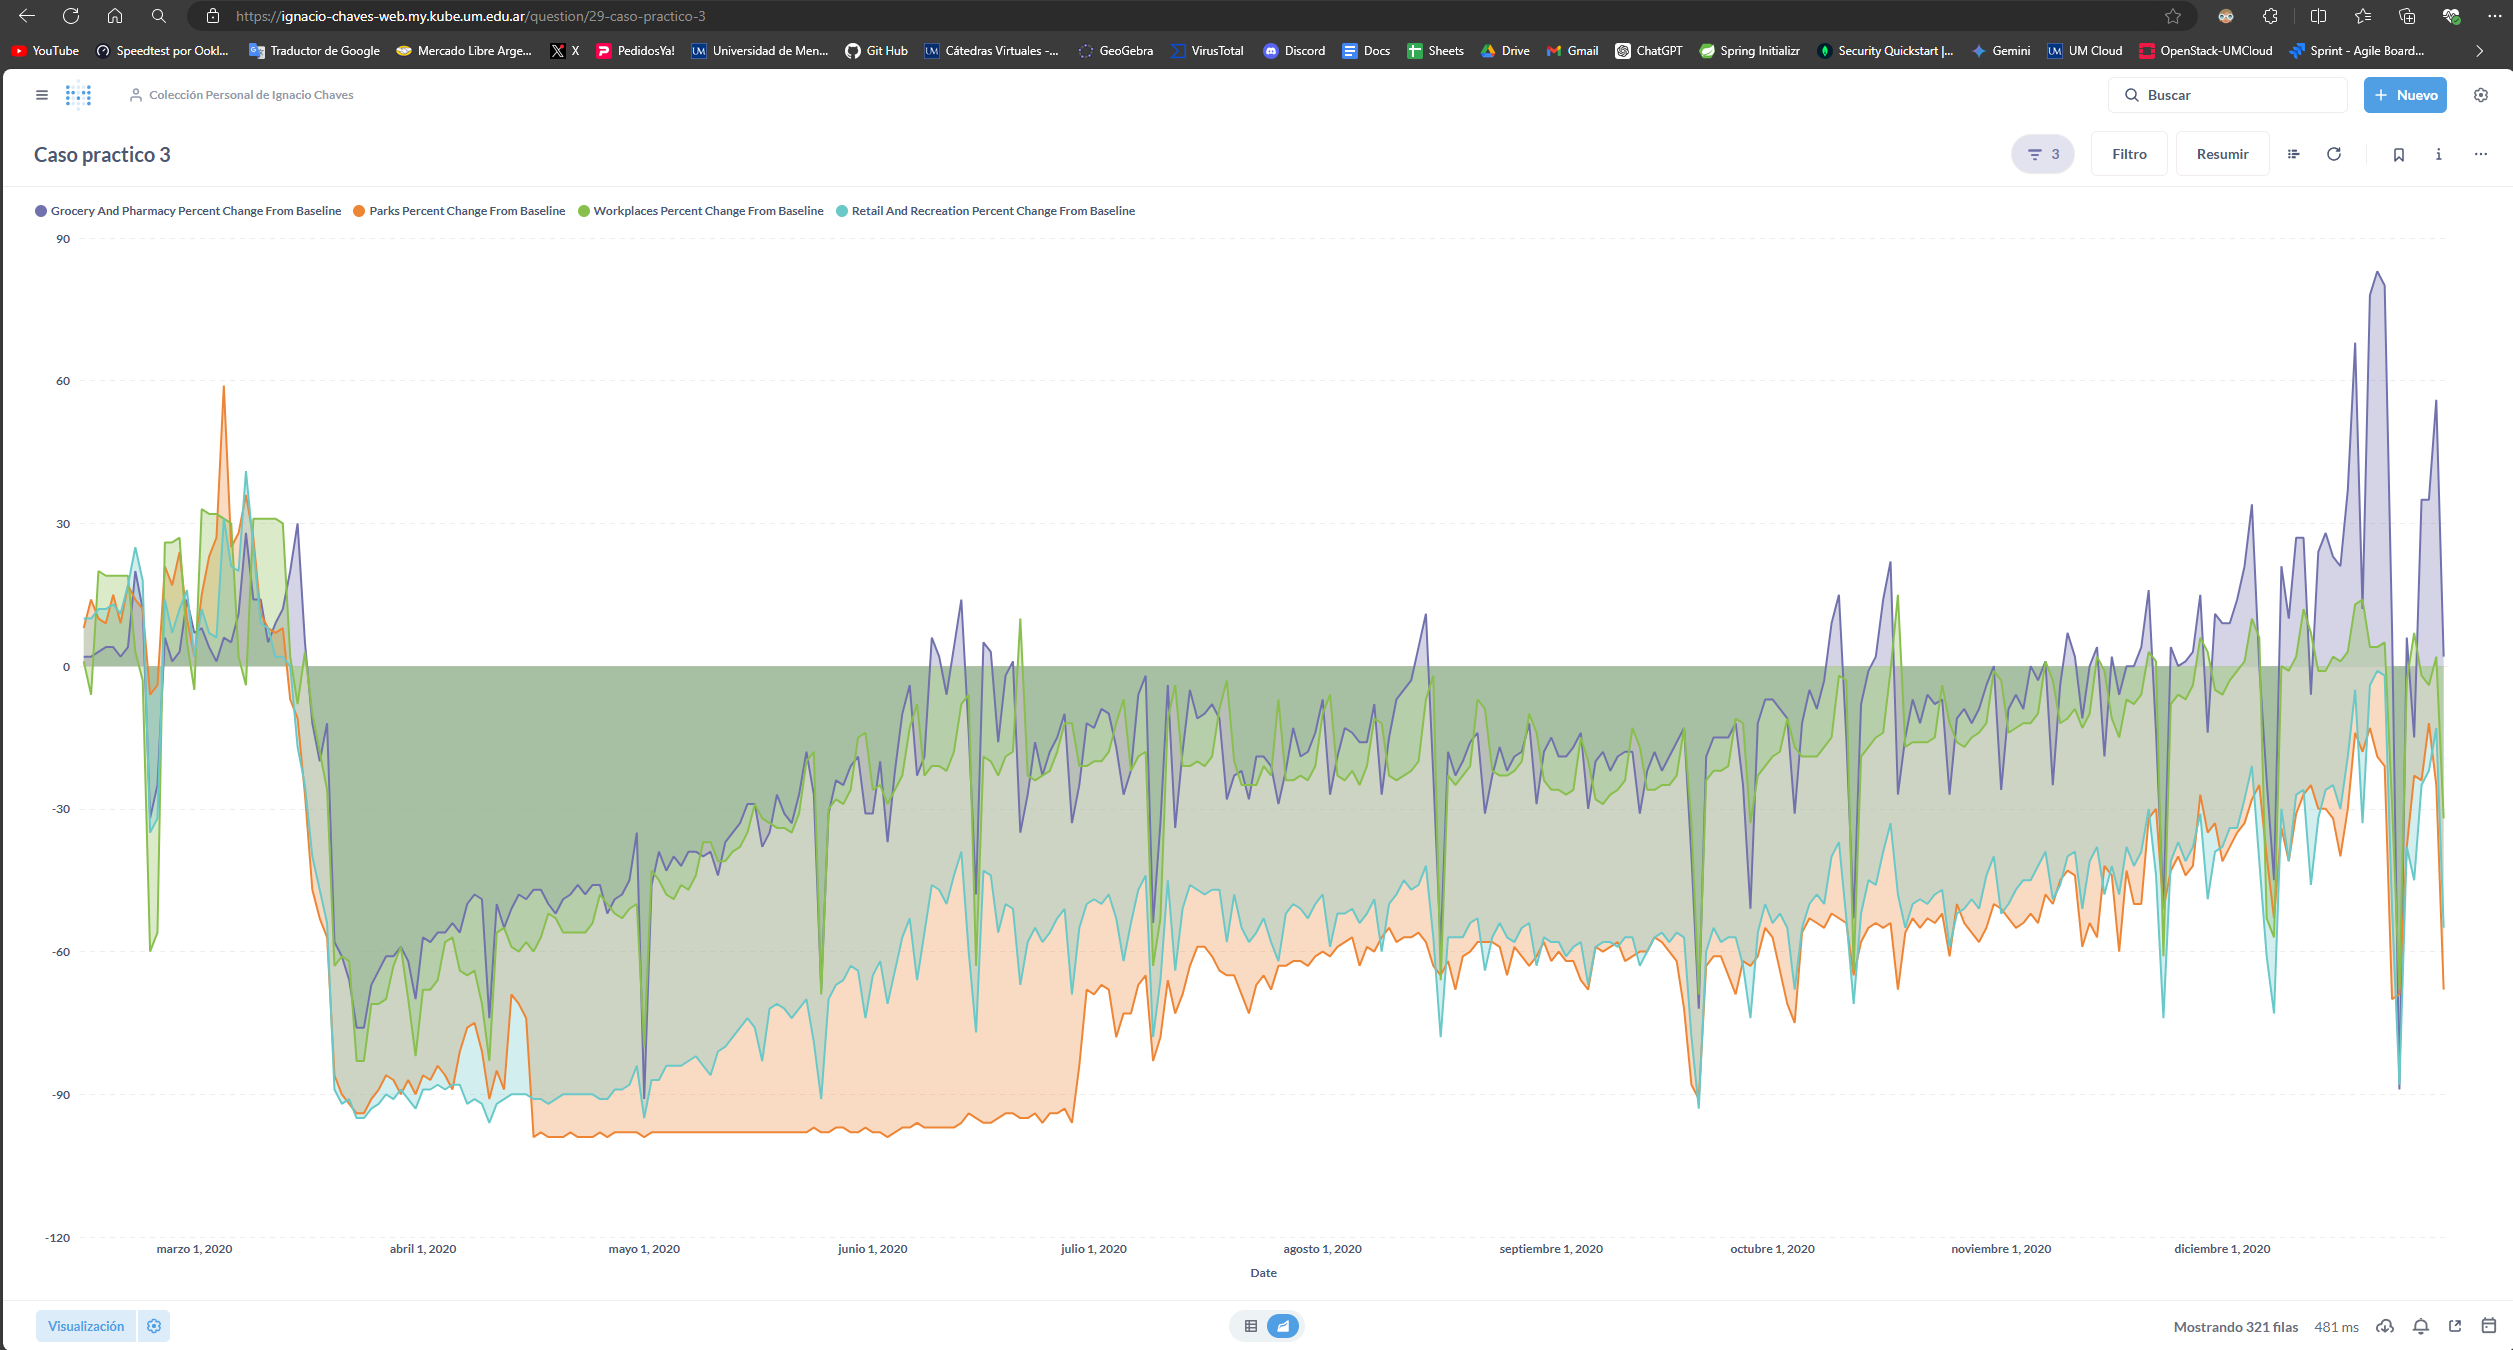 https://ignacio-chaves-web.my.kube.um.edu.ar/question/29-caso-practico-3
YouTube Speedtest por Ookl... Traductor de Google Mercado Libre Arge... X PedidosYa! Universidad de Men... Git Hub Cátedras Virtuales -... GeoGebra VirusTotal Discord Docs Sheets Drive Gmail ChatGPT Spring Initializr Security Quickstart |... Gemini UM Cloud OpenStack-UMCloud Sprint - Agile Board...
Colección Personal de Ignacio Chaves
Buscar
+ Nuevo
Caso practico 3
3
Filtro
Resumir
Grocery And Pharmacy Percent Change From Baseline Parks Percent Change From Baseline Workplaces Percent Change From Baseline Retail And Recreation Percent Change From Baseline
90
60
30
0
-30
-60
-90
-120
marzo 1, 2020 abril 1, 2020 mayo 1, 2020 junio 1, 2020 julio 1, 2020 agosto 1, 2020 septiembre 1, 2020 octubre 1, 2020 noviembre 1, 2020 diciembre 1, 2020
Date
Visualización
Mostrando 321 filas 481 ms